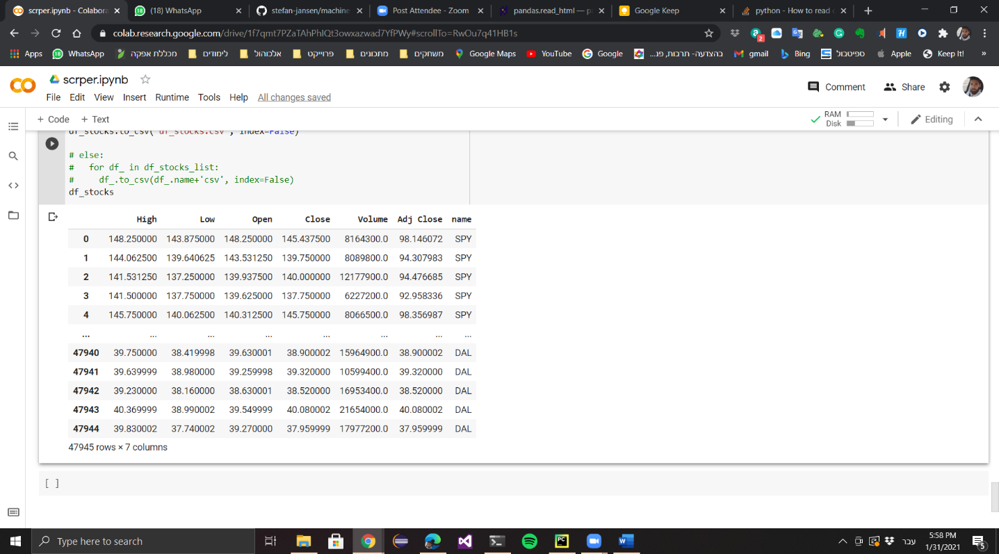 scrper.ipynb - Colabora
(18) WhatsApp
stefan-jansen/machine
Post Attendee - Zoom
pandas.read_html — p
Google Keep
python - How to read
colab.research.google.com/drive/1f7qmt7PZaTAhPhIQt3owxazwad7YfPWy#scrollTo=RwOu7q41HB1s
Apps WhatsApp מכללת אפקה לימודים אלכוהול פרוייקט מתכונים משחקים Google Maps YouTube Google בהצדעה- תרבות, פנ... gmail Bing ספיטבול Apple Keep It! »
scrper.ipynb
Comment Share
File Edit View Insert Runtime Tools Help All changes saved
+ Code + Text
RAM
Disk
Editing
df_stocks.to_csv('df_stocks.csv', index=False)
# else:
# for df_ in df_stocks_list:
# df_.to_csv(df_.name+'csv', index=False)
df_stocks
High Low Open Close Volume Adj Close name
0 148.250000 143.875000 148.250000 145.437500 8164300.0 98.146072 SPY
1 144.062500 139.640625 143.531250 139.750000 8089800.0 94.307983 SPY
2 141.531250 137.250000 139.937500 140.000000 12177900.0 94.476685 SPY
3 141.500000 137.750000 139.625000 137.750000 6227200.0 92.958336 SPY
4 145.750000 140.062500 140.312500 145.750000 8066500.0 98.356987 SPY
... ... ... ... ... ... ... ...
47940 39.750000 38.419998 39.630001 38.900002 15964900.0 38.900002 DAL
47941 39.639999 38.980000 39.259998 39.320000 10599400.0 39.320000 DAL
47942 39.230000 38.160000 38.630001 38.520000 16953400.0 38.520000 DAL
47943 40.369999 38.990002 39.549999 40.080002 21654000.0 40.080002 DAL
47944 39.830002 37.740002 39.270000 37.959999 17977200.0 37.959999 DAL
47945 rows × 7 columns
[ ]
Type here to search
עבר
5:58 PM
1/31/2021
5